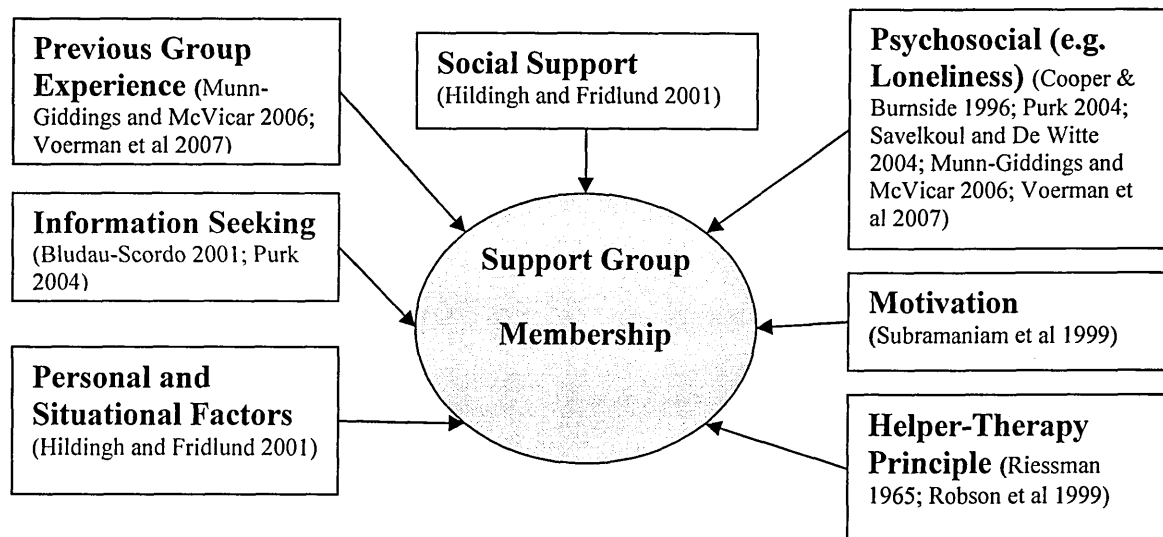 Previous Group
Experience (Munn-
Giddings and McVicar 2006;
Voerman et al 2007)
Social Support
(Hildingh and Fridlund 2001)
Psychosocial (e.g.
Loneliness) (Cooper &
Burnside 1996; Purk 2004;
Savelkoul and De Witte
2004; Munn-Giddings and
McVicar 2006; Voerman et
al 2007)
Information Seeking
(Bludau-Scordo 2001; Purk
2004)
Support Group
Membership
Motivation
(Subramaniam et al 1999)
Personal and
Situational Factors
(Hildingh and Fridlund 2001)
Helper-Therapy
Principle (Riessman
1965; Robson et al 1999)